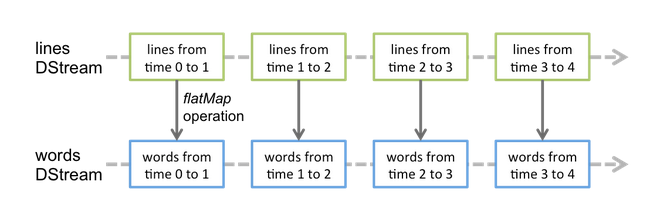 lines
DStream
lines from
time 0 to 1
lines from
time 1 to 2
lines from
time 2 to 3
lines from
time 3 to 4
flatMap
operation
words
DStream
words from
time 0 to 1
words from
time 1 to 2
words from
time 2 to 3
words from
time 3 to 4